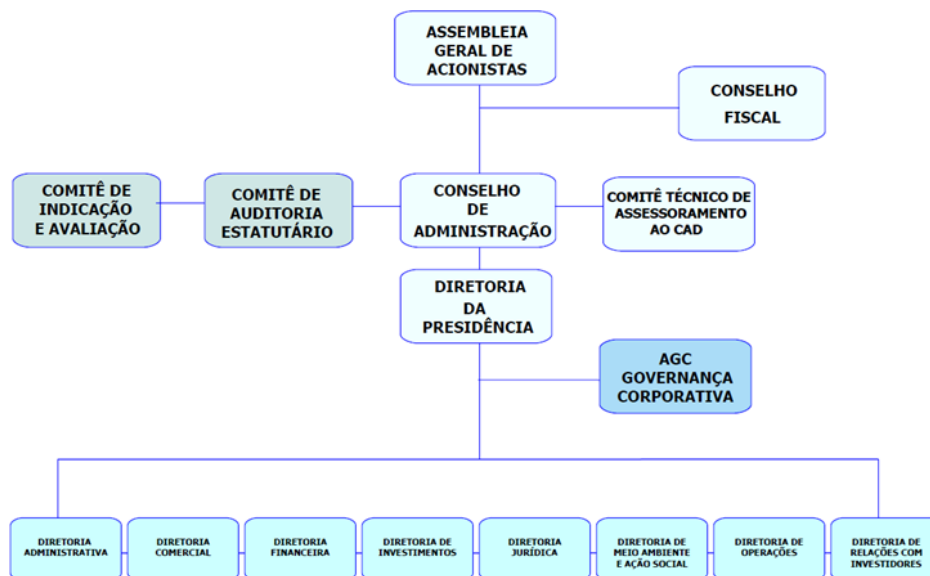 ASSEMBLEIA
GERAL DE
ACIONISTAS
CONSELHO
FISCAL
COMITÊ DE
INDICAÇÃO
E AVALIAÇÃO
COMITÊ DE
AUDITORIA
ESTATUTÁRIO
CONSELHO
DE
ADMINISTRAÇÃO
COMITÊ TÉCNICO DE
ASSESSORAMENTO
AO CAD
DIRETORIA
DA
PRESIDÊNCIA
AGC
GOVERNANÇA
CORPORATIVA
DIRETORIA
ADMINISTRATIVA
DIRETORIA
COMERCIAL
DIRETORIA
FINANCEIRA
DIRETORIA DE
INVESTIMENTOS
DIRETORIA
JURÍDICA
DIRETORIA DE
MEIO AMBIENTE
E AÇÃO SOCIAL
DIRETORIA
DE OPERAÇÕES
DIRETORIA DE
RELAÇÕES COM
INVESTIDORES